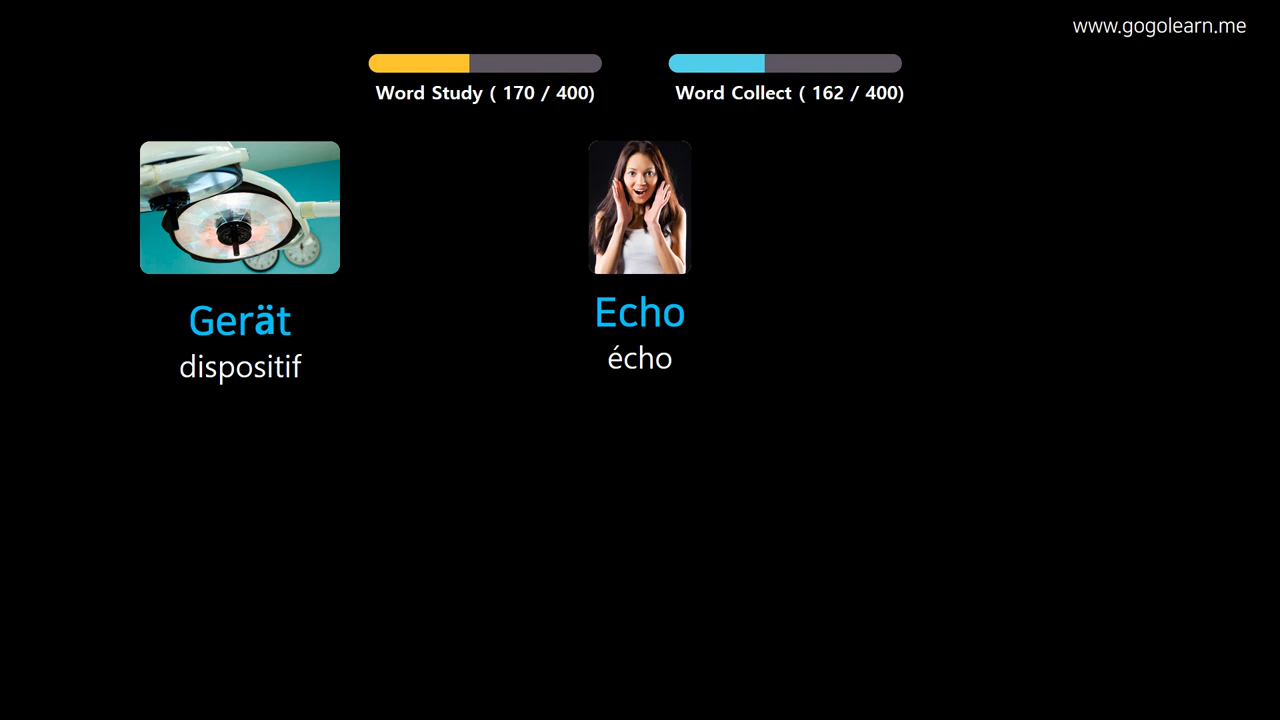 www.gogolearn.me
Word Study ( 170 / 400)
Word Collect ( 162 / 400)
Gerät
dispositif
Echo
écho